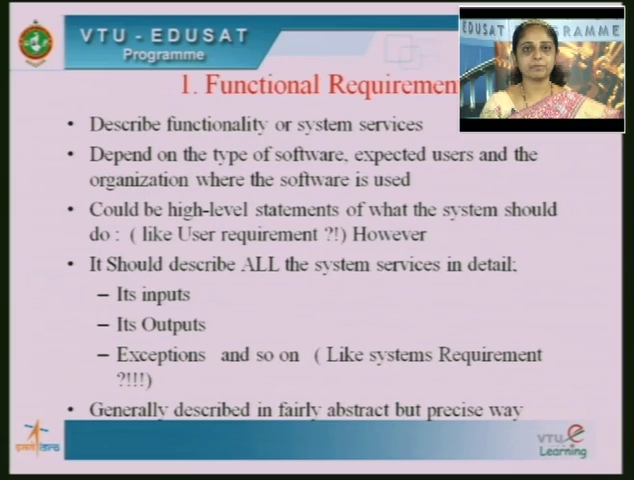 VTU - EDUSAT
Programme
EDUSAT
1. Functional Requiremen
• Describe functionality or system services
• Depend on the type of software, expected users and the
organization where the software is used
• Could be high-level statements of what the system should
do : ( like User requirement ?!) However
• It Should describe ALL the system services in detail;
– Its inputs
– Its Outputs
– Exceptions and so on ( Like systems Requirement
?!!!)
• Generally described in fairly abstract but precise way
VTU e
Learning